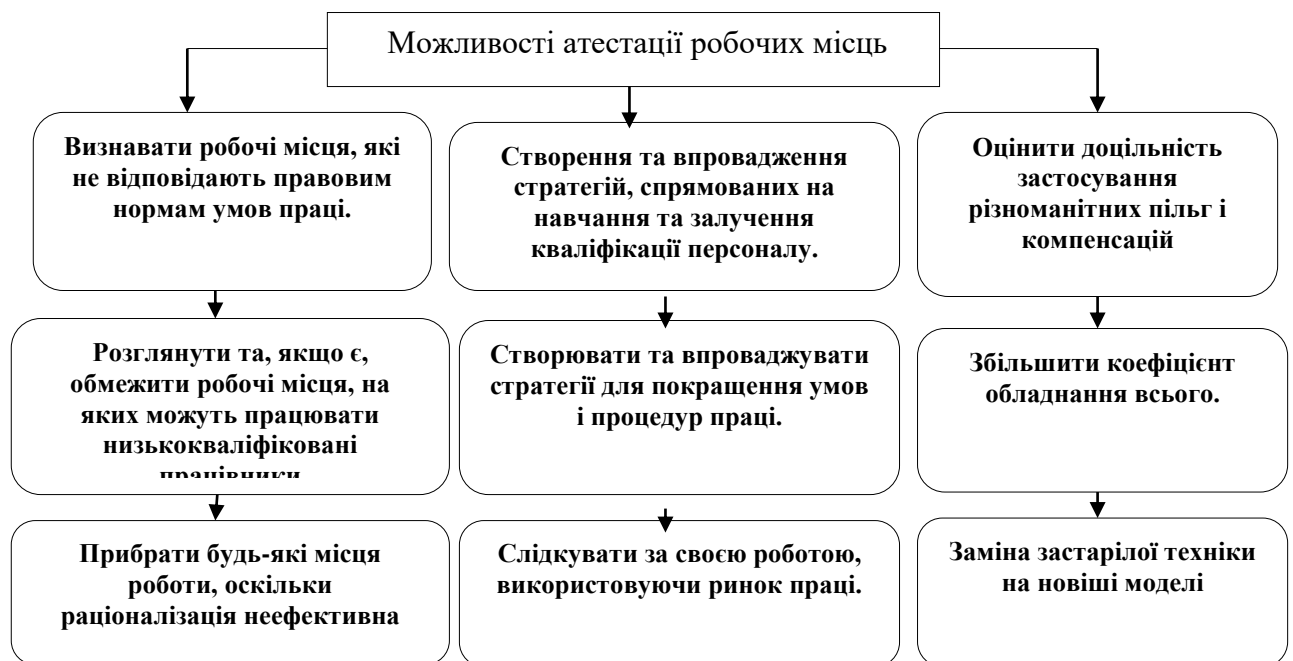 Можливості атестації робочих місць
Визнавати робочі місця, які
не відповідають правовим
нормам умов праці.
Створення та впровадження
стратегій, спрямованих на
навчання та залучення
кваліфікації персоналу.
Оцінити доцільність
застосування
різноманітних пільг і
компенсацій
Розглянути та, якщо є,
обмежити робочі місця, на
яких можуть працювати
низькокваліфіковані
працівники
Створювати та впроваджувати
стратегії для покращення умов
і процедур праці.
Збільшити коефіцієнт
обладнання всього.
Прибрати будь-які місця
роботи, оскільки
раціоналізація неефективна
Слідкувати за своєю роботою,
використовуючи ринок праці.
Заміна застарілої техніки
на новіші моделі